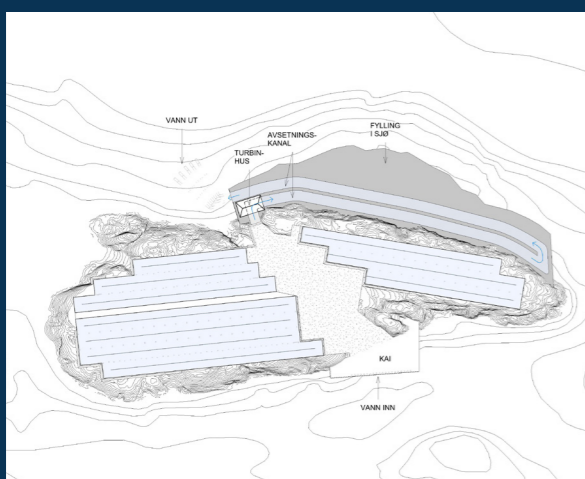 VANN UT
AVSETNINGS-
KANAL
FYLLING
I SJØ
TURBIN-
HUS
KAI
VANN INN